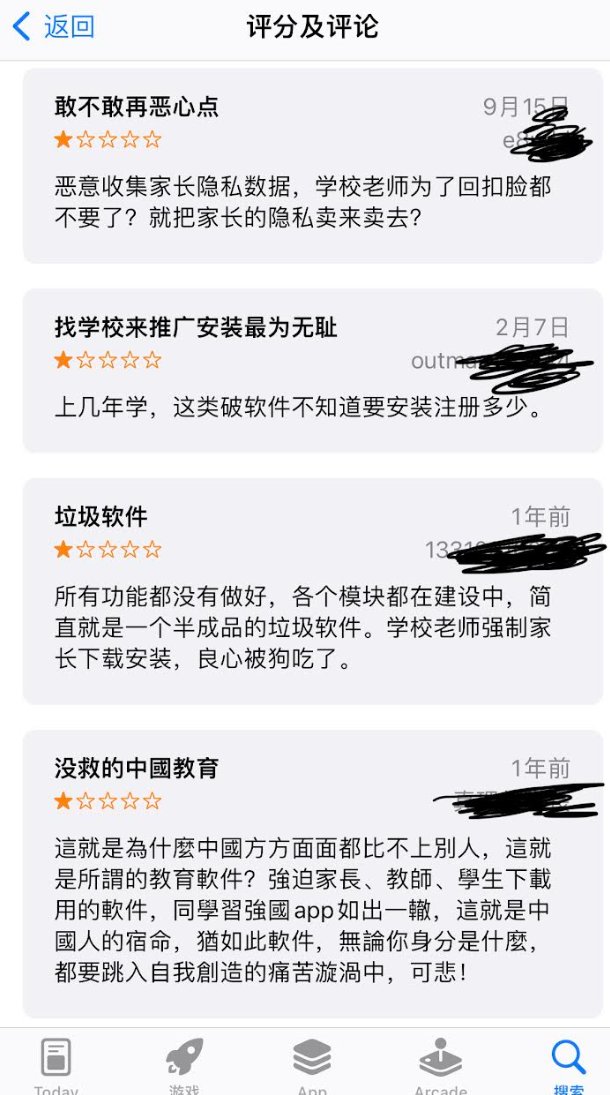 返回
评分及评论
敢不敢再恶心点
9月15日
恶意收集家长隐私数据，学校老师为了回扣脸都
不要了？就把家长的隐私卖来卖去？
找学校来推广安装最为无耻
2月7日
上几年学，这类破软件不知道要安装注册多少。
垃圾软件
1年前
所有功能都没有做好，各个模块都在建设中，简
直就是一个半成品的垃圾软件。学校老师强制家
长下载安装，良心被狗吃了。
没救的中國教育
1年前
這就是為什麼中國方方面面都比不上別人，這就
是所謂的教育軟件？強迫家長、教師、學生下載
用的軟件，同學習強國app如出一轍，這就是中
國人的宿命，猶如此軟件，無論你身分是什麼，
都要跳入自我創造的痛苦漩渦中，可悲！
Today
游戏
App
Arcade
搜索